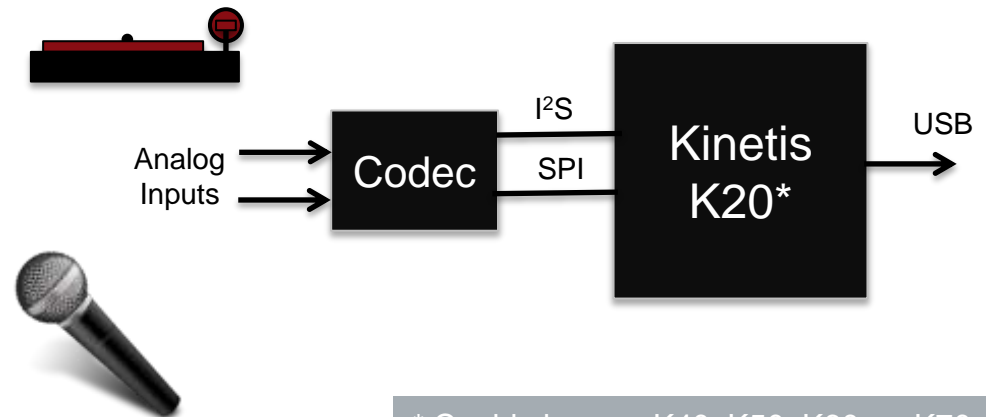 I²S
USB
Kinetis
K20*
Analog
Inputs
Codec
SPI